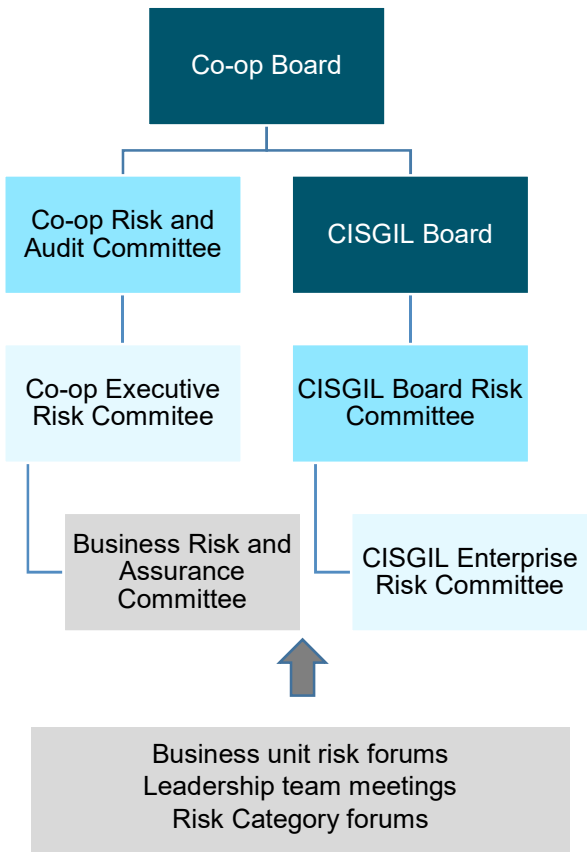 Co-op Board
Co-op Risk and
Audit Committee
CISGIL Board
Co-op Executive
Risk Commitee
CISGIL Board Risk
Committee
Business Risk and
Assurance
Committee
CISGIL Enterprise
Risk Committee
Business unit risk forums
Leadership team meetings
Risk Category forums